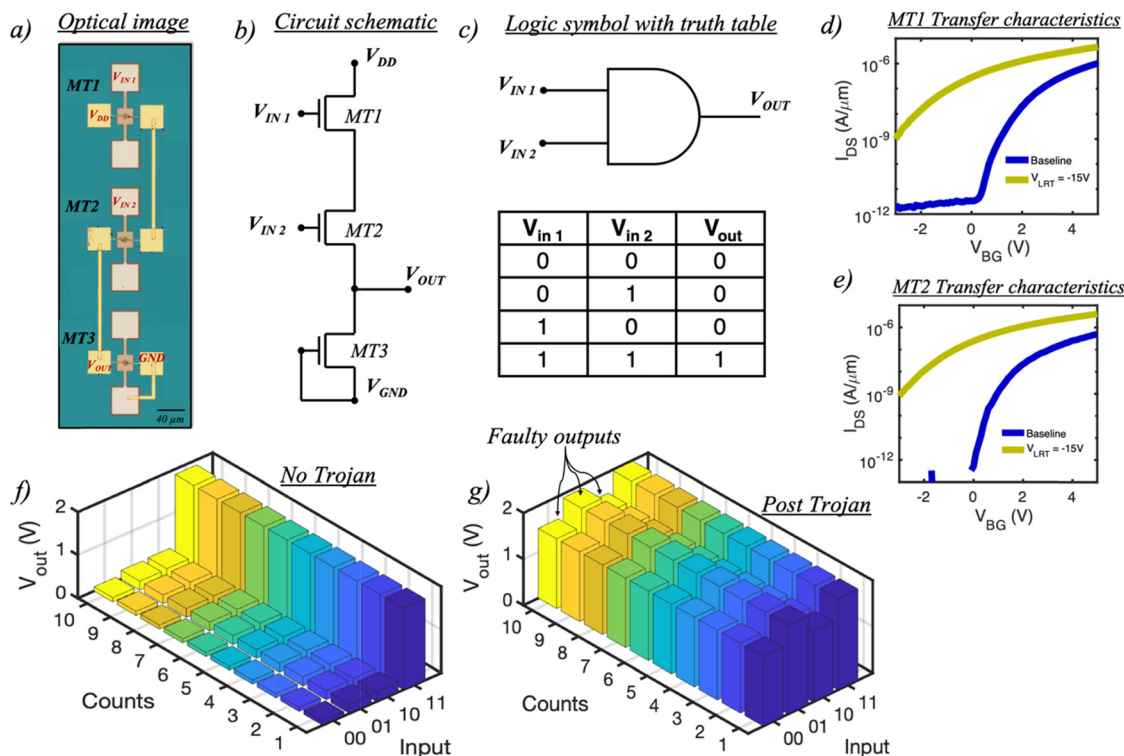 a) Optical image
MT1
V_IN 1
V_DD
MT2
V_IN 2
MT3
V_OUT
GND
40 µm
b) Circuit schematic
V_DD
V_IN 1
MT1
V_IN 2
MT2
V_OUT
MT3
V_GND
c) Logic symbol with truth table
V_IN 1
V_IN 2
V_OUT
V_in 1 V_in 2 V_out
0 0 0
0 1 0
1 0 0
1 1 1
d) MT1 Transfer characteristics
I_DS (A/µm)
10^-6
10^-9
10^-12
Baseline
V_LRT = -15V
-2 0 2 4
V_BG (V)
e) MT2 Transfer characteristics
I_DS (A/µm)
10^-6
10^-9
10^-12
Baseline
V_LRT = -15V
-2 0 2 4
V_BG (V)
f) No Trojan
V_out (V)
2
1
0
10 9 8 7 6 5 4 3 2 1
Counts
00 01 10 11
Input
g) Faulty outputs
Post Trojan
V_out (V)
2
1
0
10 9 8 7 6 5 4 3 2 1
Counts
00 01 10 11
Input